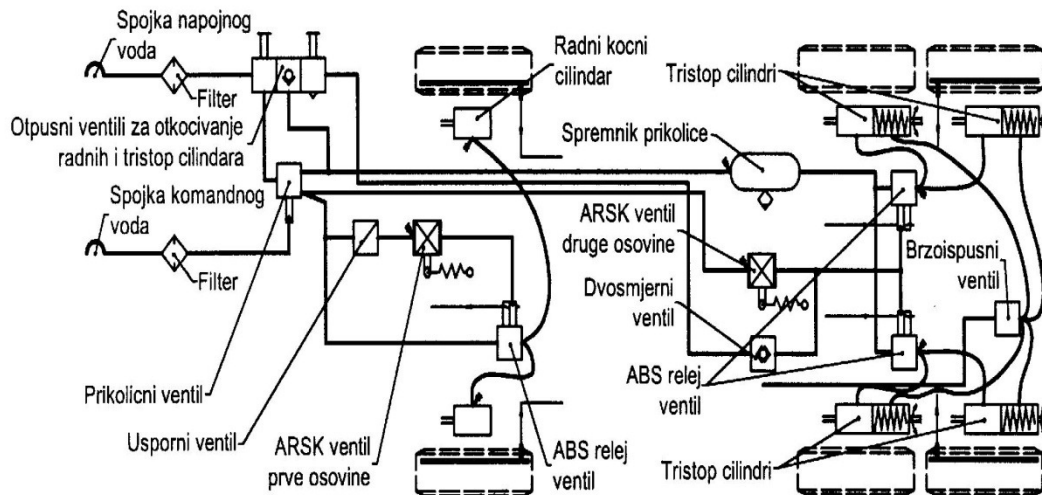 Spojka napojnog
voda
Filter
Otpusni ventili za otkocivanje
radnih i tristop cilindara
Spojka komandnog
voda
Filter
Prikolicni ventil
Usporni ventil
ARSK ventil
prve osovine
ABS relej
ventil
Radni kocni
cilindar
Spremnik prikolice
ARSK ventil
druge osovine
Dvosmjerni
ventil
Tristop cilindri
Brzoispusni
ventil
ABS relej
ventil
Tristop cilindri